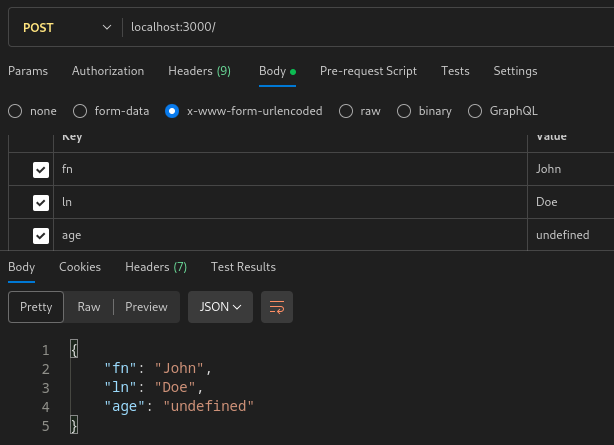 POST localhost:3000/
Params Authorization Headers (9) Body Pre-request Script Tests Settings
none form-data x-www-form-urlencoded raw binary GraphQL
Key Value
fn John
ln Doe
age undefined
Body Cookies Headers (7) Test Results
Pretty Raw Preview JSON
1 {
2 "fn": "John",
3 "ln": "Doe",
4 "age": "undefined"
5 }